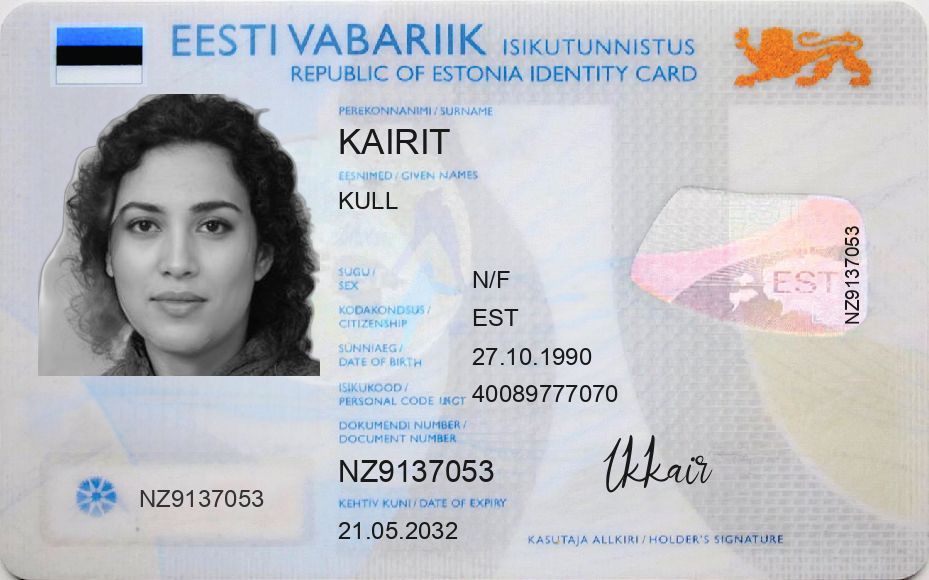 EESTI VABARIIK ISIKUTUNNISTUS
REPUBLIC OF ESTONIA IDENTITY CARD
PEREKONNANIMI / SURNAME
KAIRIT
EESNIMED / GIVEN NAMES
KULL
SUGU / SEX N/F
KODAKONDSUS / CITIZENSHIP EST
SÜNNIAEG / DATE OF BIRTH 27.10.1990
ISIKUKOOD / PERSONAL CODE 40089777070
DOKUMENDI NUMBER / DOCUMENT NUMBER
NZ9137053
KEHTIV KUNI / DATE OF EXPIRY
21.05.2032
NZ9137053
EST
NZ9137053
KASUTAJA ALLKIRI / HOLDER'S SIGNATURE